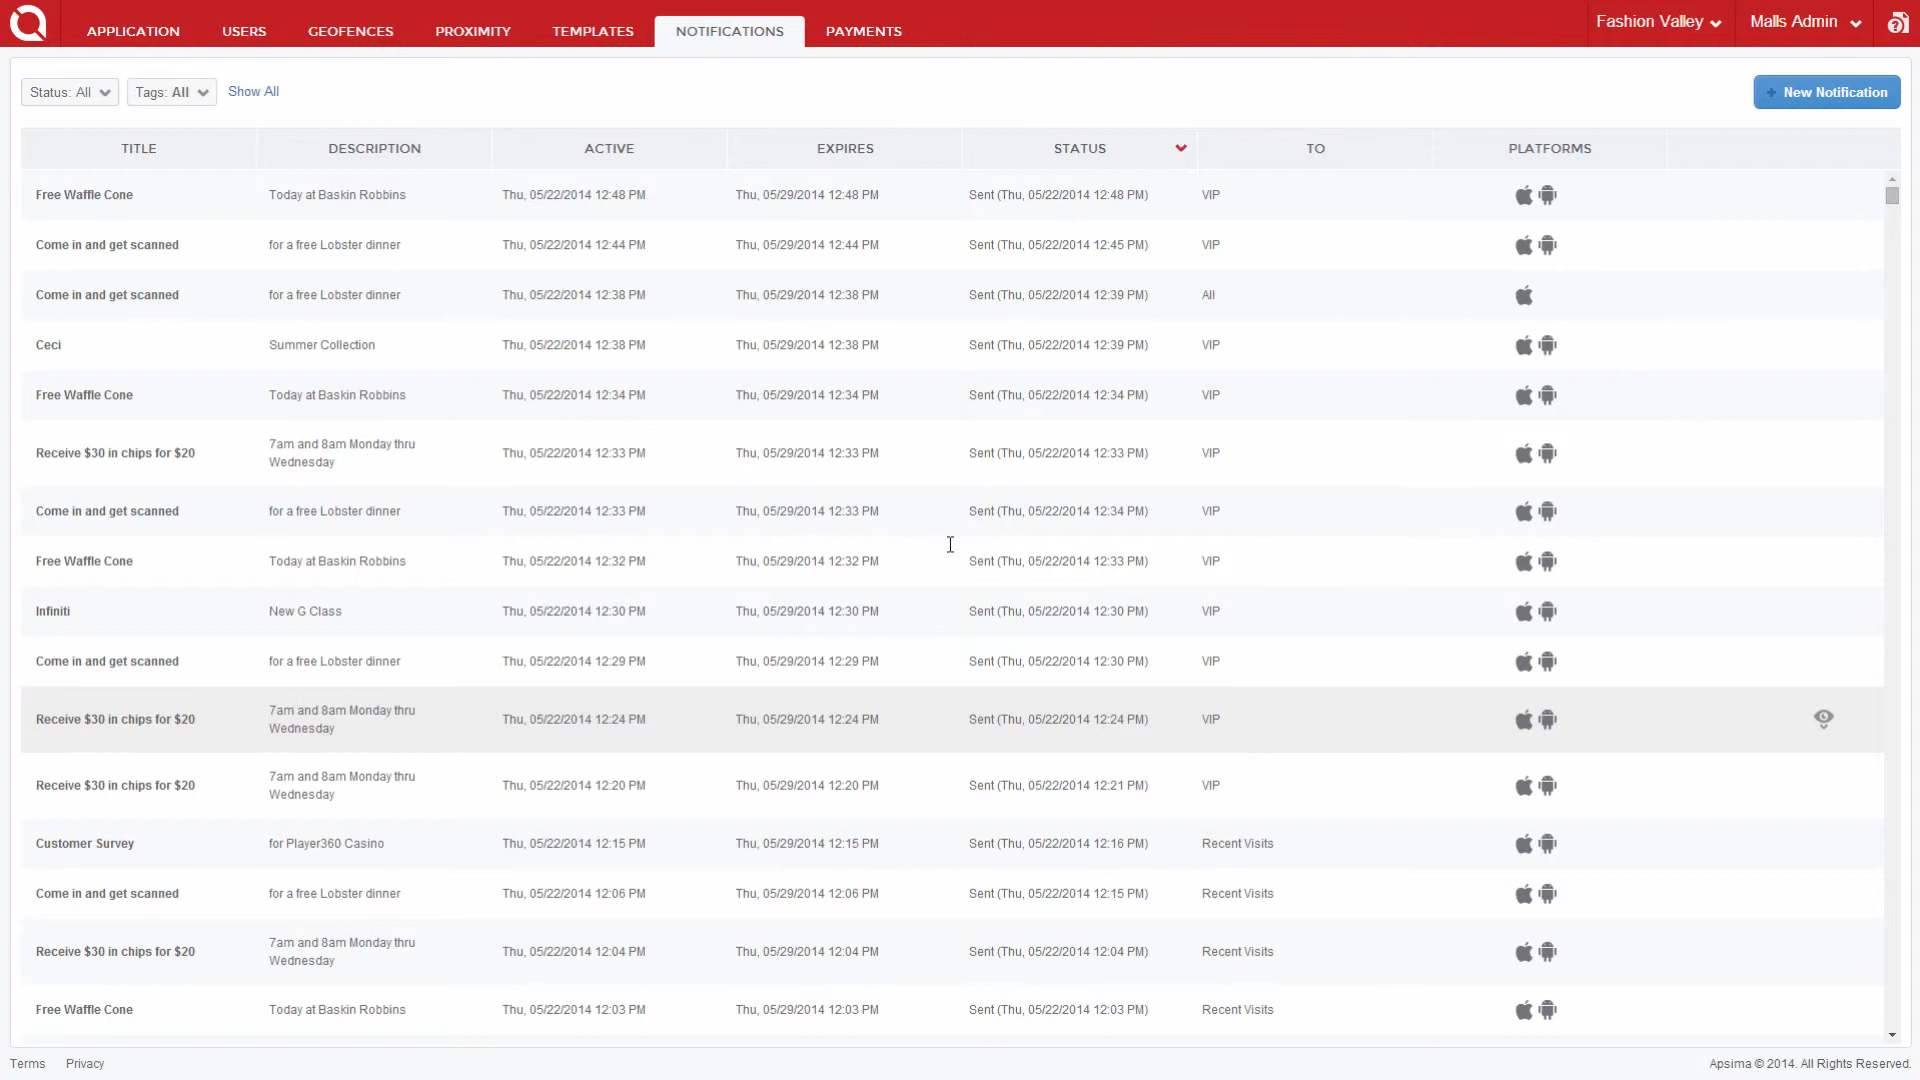 APPLICATION USERS GEOFENCES PROXIMITY TEMPLATES NOTIFICATIONS PAYMENTS Fashion Valley Malls Admin
Status: All Tags: All Show All + New Notification
TITLE DESCRIPTION ACTIVE EXPIRES STATUS TO PLATFORMS
Free Waffle Cone Today at Baskin Robbins Thu, 05/22/2014 12:48 PM Thu, 05/29/2014 12:48 PM Sent (Thu, 05/22/2014 12:48 PM) VIP
Come in and get scanned for a free Lobster dinner Thu, 05/22/2014 12:44 PM Thu, 05/29/2014 12:44 PM Sent (Thu, 05/22/2014 12:45 PM) VIP
Come in and get scanned for a free Lobster dinner Thu, 05/22/2014 12:38 PM Thu, 05/29/2014 12:38 PM Sent (Thu, 05/22/2014 12:39 PM) All
Ceci Summer Collection Thu, 05/22/2014 12:38 PM Thu, 05/29/2014 12:38 PM Sent (Thu, 05/22/2014 12:39 PM) VIP
Free Waffle Cone Today at Baskin Robbins Thu, 05/22/2014 12:34 PM Thu, 05/29/2014 12:34 PM Sent (Thu, 05/22/2014 12:34 PM) VIP
Receive $30 in chips for $20 7am and 8am Monday thru
Wednesday Thu, 05/22/2014 12:33 PM Thu, 05/29/2014 12:33 PM Sent (Thu, 05/22/2014 12:33 PM) VIP
Come in and get scanned for a free Lobster dinner Thu, 05/22/2014 12:33 PM Thu, 05/29/2014 12:33 PM Sent (Thu, 05/22/2014 12:34 PM) VIP
Free Waffle Cone Today at Baskin Robbins Thu, 05/22/2014 12:32 PM Thu, 05/29/2014 12:32 PM Sent (Thu, 05/22/2014 12:33 PM) VIP
Infiniti New G Class Thu, 05/22/2014 12:30 PM Thu, 05/29/2014 12:30 PM Sent (Thu, 05/22/2014 12:30 PM) VIP
Come in and get scanned for a free Lobster dinner Thu, 05/22/2014 12:29 PM Thu, 05/29/2014 12:29 PM Sent (Thu, 05/22/2014 12:30 PM) VIP
Receive $30 in chips for $20 7am and 8am Monday thru
Wednesday Thu, 05/22/2014 12:24 PM Thu, 05/29/2014 12:24 PM Sent (Thu, 05/22/2014 12:24 PM) VIP
Receive $30 in chips for $20 7am and 8am Monday thru
Wednesday Thu, 05/22/2014 12:20 PM Thu, 05/29/2014 12:20 PM Sent (Thu, 05/22/2014 12:21 PM) VIP
Customer Survey for Player360 Casino Thu, 05/22/2014 12:15 PM Thu, 05/29/2014 12:15 PM Sent (Thu, 05/22/2014 12:16 PM) Recent Visits
Come in and get scanned for a free Lobster dinner Thu, 05/22/2014 12:06 PM Thu, 05/29/2014 12:06 PM Sent (Thu, 05/22/2014 12:15 PM) Recent Visits
Receive $30 in chips for $20 7am and 8am Monday thru
Wednesday Thu, 05/22/2014 12:04 PM Thu, 05/29/2014 12:04 PM Sent (Thu, 05/22/2014 12:04 PM) Recent Visits
Free Waffle Cone Today at Baskin Robbins Thu, 05/22/2014 12:03 PM Thu, 05/29/2014 12:03 PM Sent (Thu, 05/22/2014 12:03 PM) Recent Visits
Terms Privacy Apsima © 2014. All Rights Reserved.